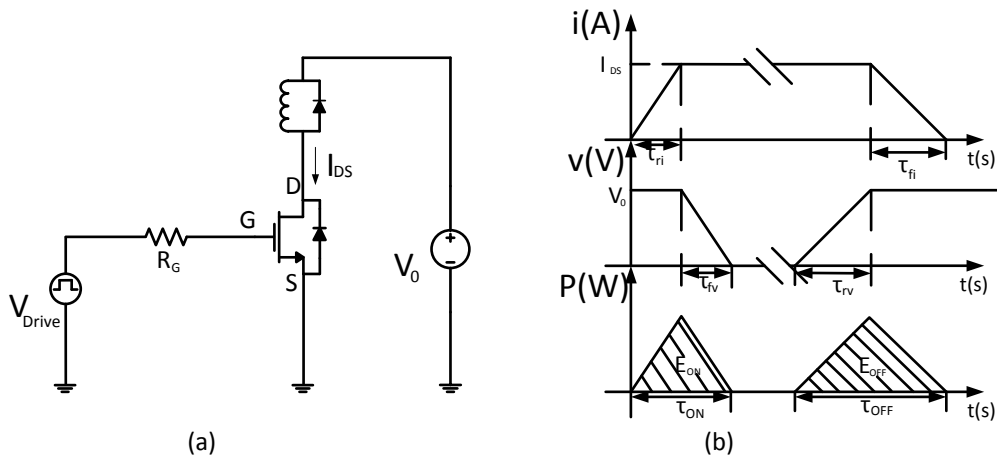 I_DS
D
G
R_G
S
V_Drive
V_0
+
−
(a)
i(A)
I_DS
τ_ri
τ_fi
t(s)
v(V)
V_0
τ_fv
τ_rv
t(s)
P(W)
E_ON
E_OFF
τ_ON
τ_OFF
t(s)
(b)